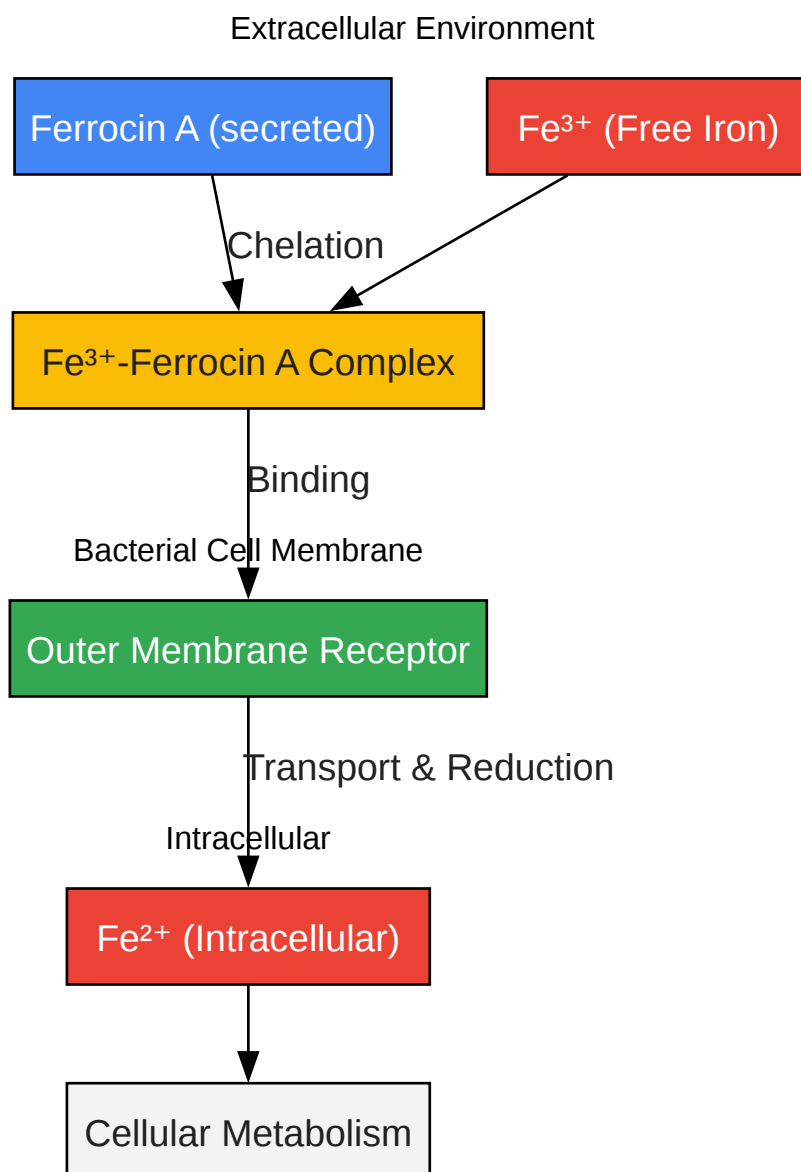 Extracellular Environment
Ferrocin A (secreted)
Fe³⁺ (Free Iron)
Chelation
Fe³⁺-Ferrocin A Complex
Binding
Bacterial Cell Membrane
Outer Membrane Receptor
Transport & Reduction
Intracellular
Fe²⁺ (Intracellular)
Cellular Metabolism